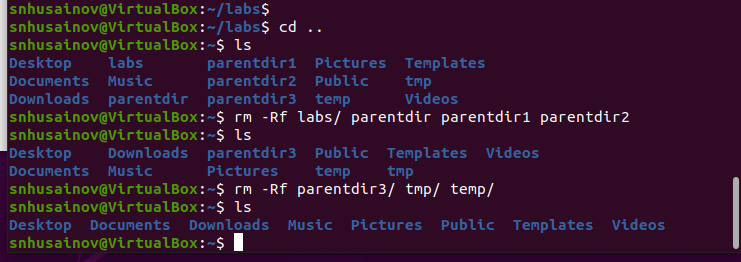 snhusainov@VirtualBox:~/labs$
snhusainov@VirtualBox:~/labs$ cd ..
snhusainov@VirtualBox:~$ ls
Desktop    labs       parentdir1  Pictures  Templates
Documents  Music      parentdir2  Public    tmp
Downloads  parentdir  parentdir3  temp      Videos
snhusainov@VirtualBox:~$ rm -Rf labs/ parentdir parentdir1 parentdir2
snhusainov@VirtualBox:~$ ls
Desktop    Downloads  parentdir3  Public  Templates  Videos
Documents  Music      Pictures    temp    tmp
snhusainov@VirtualBox:~$ rm -Rf parentdir3/ tmp/ temp/
snhusainov@VirtualBox:~$ ls
Desktop  Documents  Downloads  Music  Pictures  Public  Templates  Videos
snhusainov@VirtualBox:~$